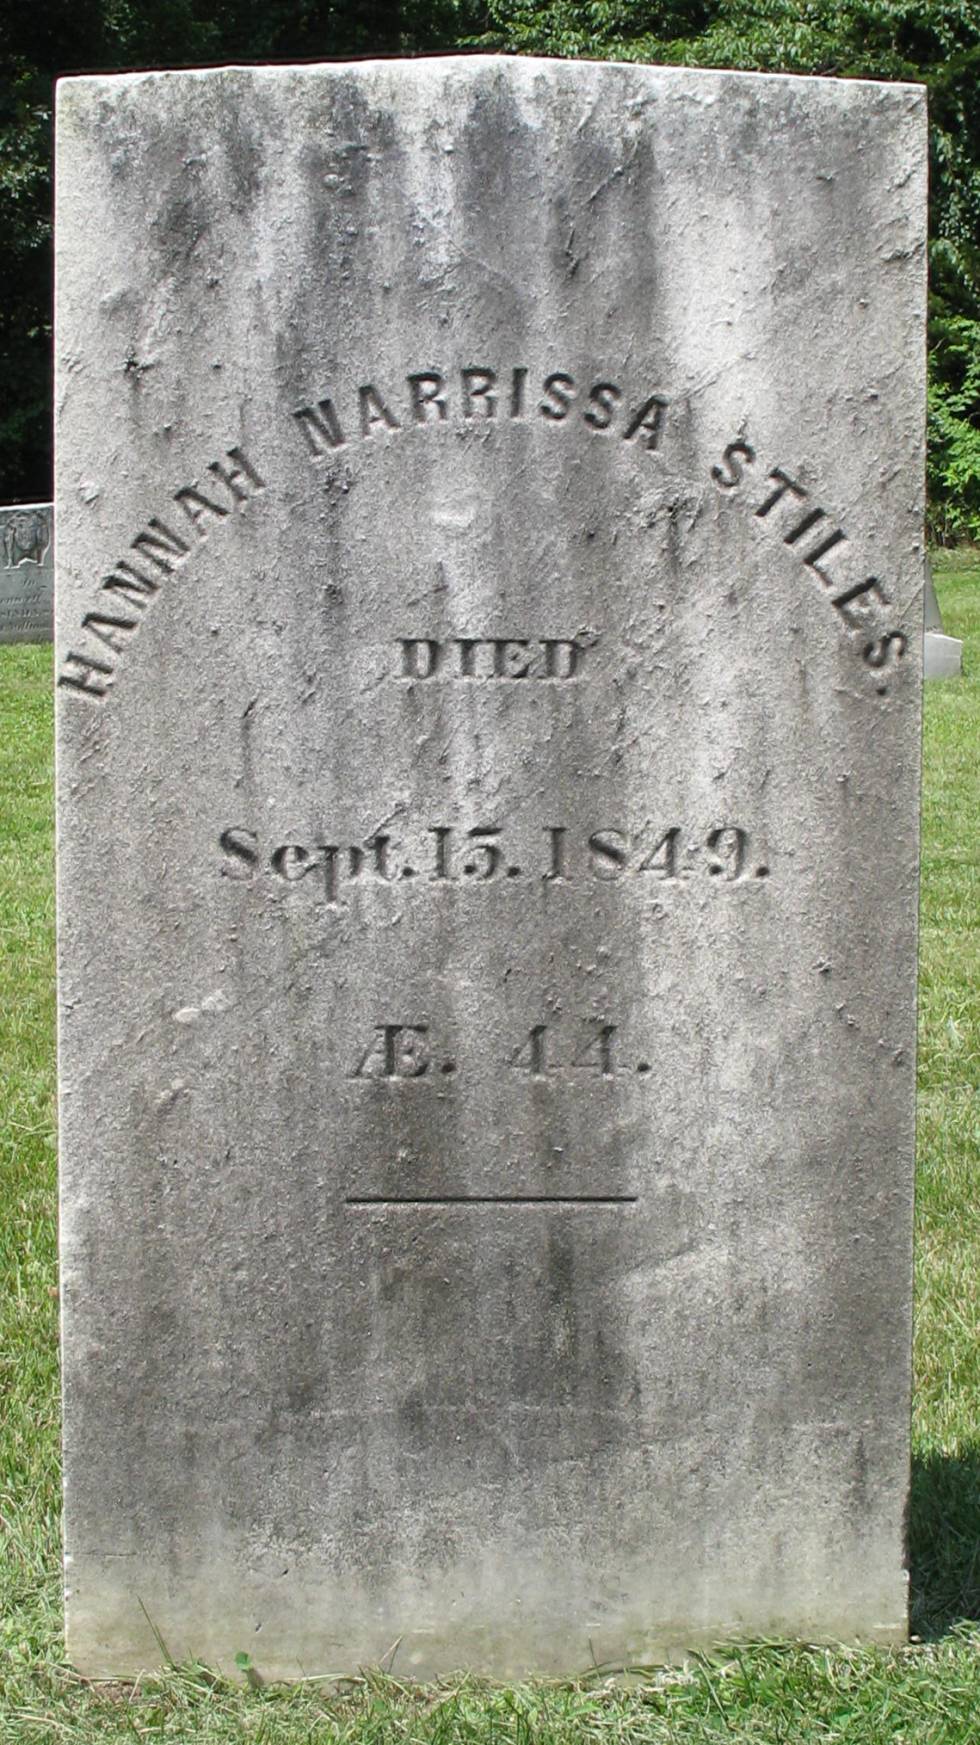 HANNAH NARRISSA STILES.
DIED
Sept. 15. 1849.
Æ. 44.